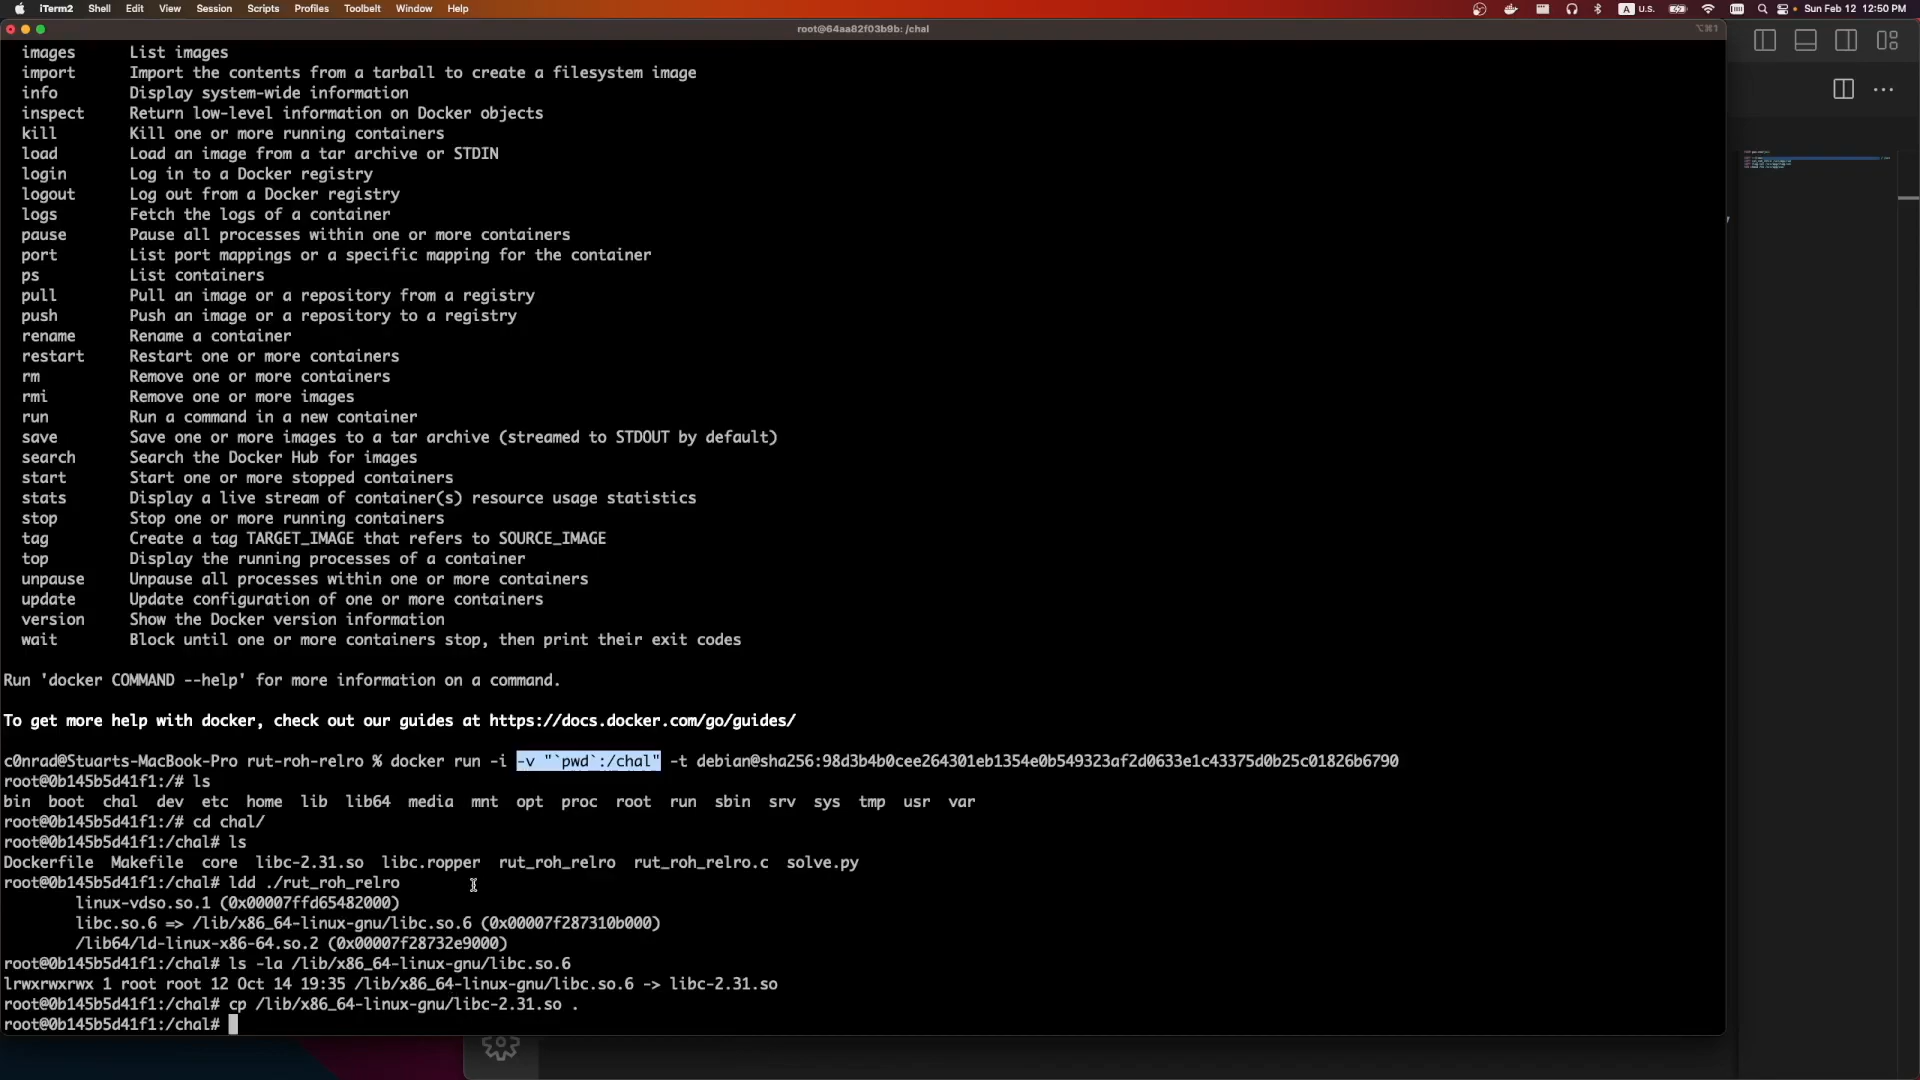 iTerm2 Shell Edit View Session Scripts Profiles Toolbelt Window Help A U.S. Sun Feb 12 12:50 PM
root@64aa82f03b9b: /chal ⌥⌘1
images List images
import Import the contents from a tarball to create a filesystem image
info Display system-wide information
inspect Return low-level information on Docker objects
kill Kill one or more running containers
load Load an image from a tar archive or STDIN
login Log in to a Docker registry
logout Log out from a Docker registry
logs Fetch the logs of a container
pause Pause all processes within one or more containers
port List port mappings or a specific mapping for the container
ps List containers
pull Pull an image or a repository from a registry
push Push an image or a repository to a registry
rename Rename a container
restart Restart one or more containers
rm Remove one or more containers
rmi Remove one or more images
run Run a command in a new container
save Save one or more images to a tar archive (streamed to STDOUT by default)
search Search the Docker Hub for images
start Start one or more stopped containers
stats Display a live stream of container(s) resource usage statistics
stop Stop one or more running containers
tag Create a tag TARGET_IMAGE that refers to SOURCE_IMAGE
top Display the running processes of a container
unpause Unpause all processes within one or more containers
update Update configuration of one or more containers
version Show the Docker version information
wait Block until one or more containers stop, then print their exit codes
Run 'docker COMMAND --help' for more information on a command.
To get more help with docker, check out our guides at https://docs.docker.com/go/guides/
c0nrad@Stuarts-MacBook-Pro rut-roh-relro % docker run -i -v "`pwd`:/chal" -t debian@sha256:98d3b4b0cee264301eb1354e0b549323af2d0633e1c43375d0b25c01826b6790
root@0b145b5d41f1:/# ls
bin boot chal dev etc home lib lib64 media mnt opt proc root run sbin srv sys tmp usr var
root@0b145b5d41f1:/# cd chal/
root@0b145b5d41f1:/chal# ls
Dockerfile Makefile core libc-2.31.so libc.ropper rut_roh_relro rut_roh_relro.c solve.py
root@0b145b5d41f1:/chal# ldd ./rut_roh_relro
linux-vdso.so.1 (0x00007ffd65482000)
libc.so.6 => /lib/x86_64-linux-gnu/libc.so.6 (0x00007f287310b000)
/lib64/ld-linux-x86-64.so.2 (0x00007f28732e9000)
root@0b145b5d41f1:/chal# ls -la /lib/x86_64-linux-gnu/libc.so.6
lrwxrwxrwx 1 root root 12 Oct 14 19:35 /lib/x86_64-linux-gnu/libc.so.6 -> libc-2.31.so
root@0b145b5d41f1:/chal# cp /lib/x86_64-linux-gnu/libc-2.31.so .
root@0b145b5d41f1:/chal#